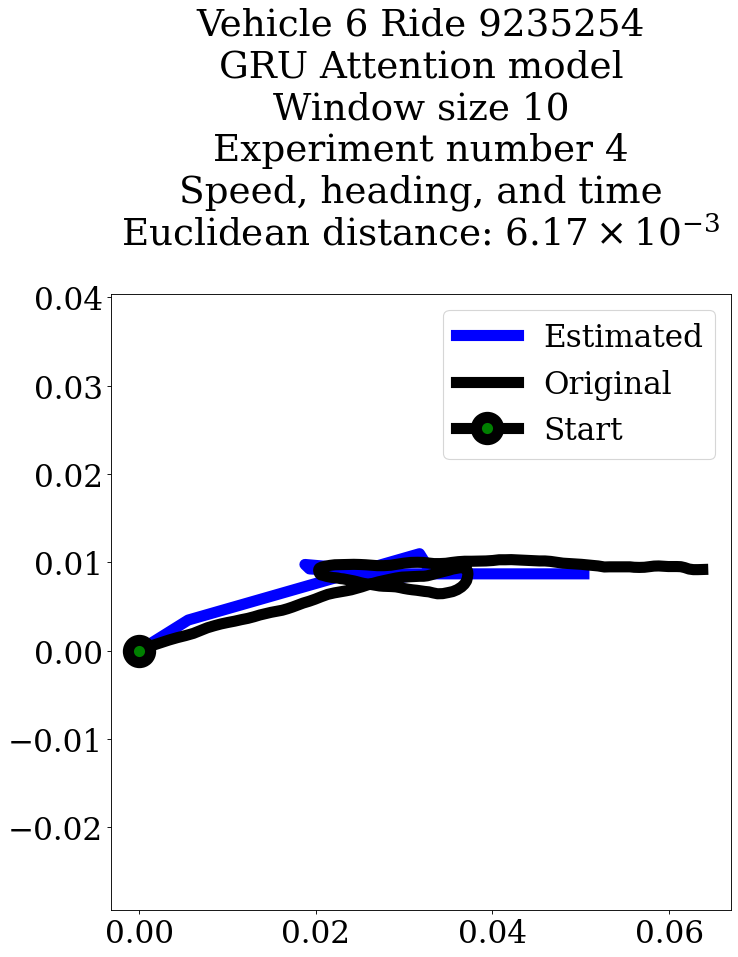 Vehicle 6 Ride 9235254
GRU Attention model
Window size 10
Experiment number 4
Speed, heading, and time
Euclidean distance: 6.17 × 10⁻³
0.04
0.03
0.02
0.01
0.00
−0.01
−0.02
Estimated
Original
Start
0.00 0.02 0.04 0.06